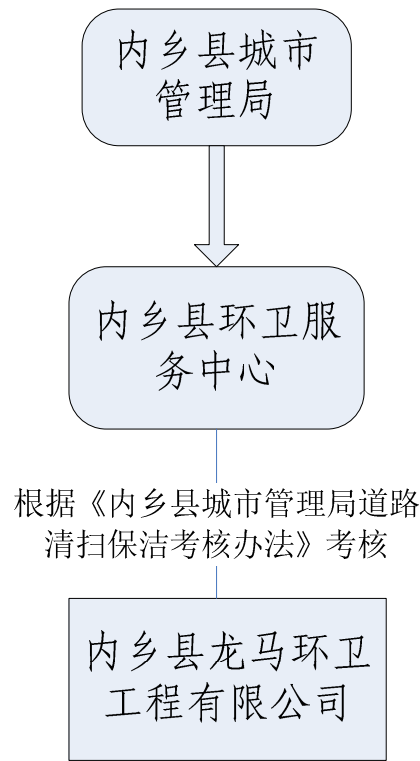 内乡县城市
管理局
内乡县环卫服
务中心
根据《内乡县城市管理局道路
清扫保洁考核办法》考核
内乡县龙马环卫
工程有限公司